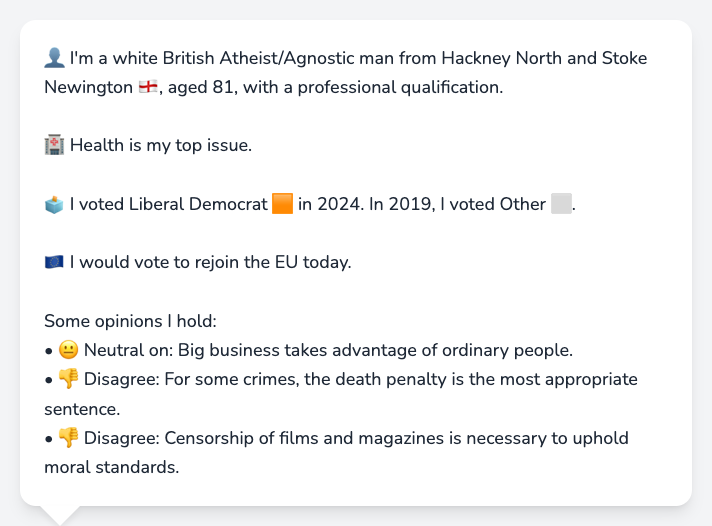 👤 I'm a white British Atheist/Agnostic man from Hackney North and Stoke
Newington 🏴󠁧󠁢󠁥󠁮󠁧󠁿, aged 81, with a professional qualification.
🏥 Health is my top issue.
🗳️ I voted Liberal Democrat 🟧 in 2024. In 2019, I voted Other ⬜.
🇪🇺 I would vote to rejoin the EU today.
Some opinions I hold:
• 😐 Neutral on: Big business takes advantage of ordinary people.
• 👎 Disagree: For some crimes, the death penalty is the most appropriate
sentence.
• 👎 Disagree: Censorship of films and magazines is necessary to uphold
moral standards.